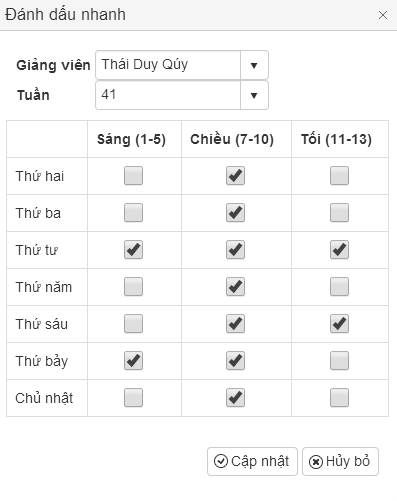 Đánh dấu nhanh
Giảng viên Thái Duy Qúy
Tuần 41
Sáng (1-5) Chiều (7-10) Tối (11-13)
Thứ hai
Thứ ba
Thứ tư
Thứ năm
Thứ sáu
Thứ bảy
Chủ nhật
Cập nhật Hủy bỏ